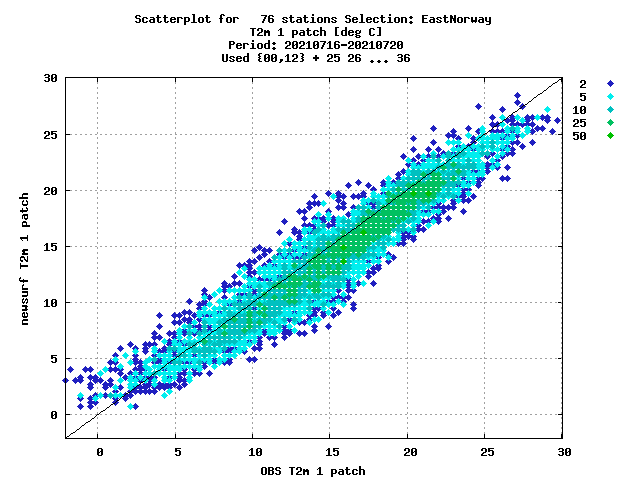 Scatterplot for   76 stations Selection: EastNorway
T2m 1 patch [deg C]
Period: 20210716-20210720
Used {00,12} + 25 26 ... 36
30
25
20
15
10
5
0
newsurf T2m 1 patch
0 5 10 15 20 25 30
OBS T2m 1 patch
2
5
10
25
50